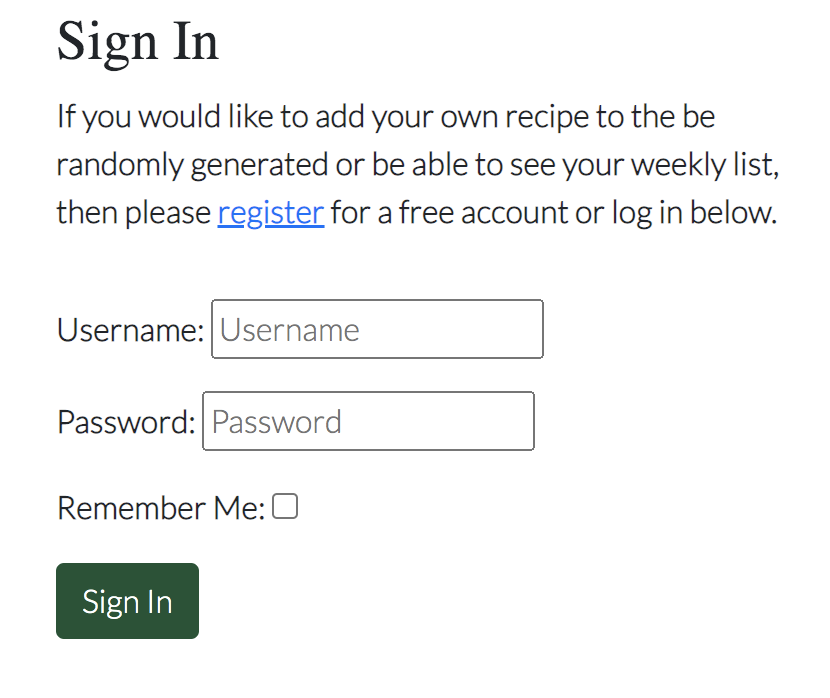 Sign In
If you would like to add your own recipe to the be
randomly generated or be able to see your weekly list,
then please register for a free account or log in below.
Username: Username
Password: Password
Remember Me:
Sign In